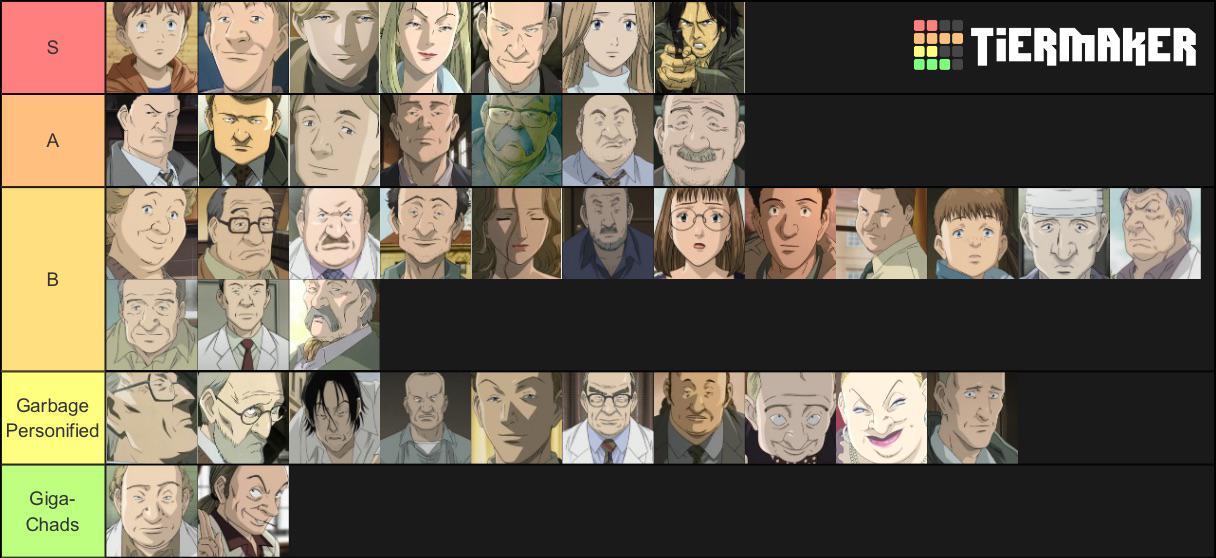 S
TiERMAKER
A
B
Garbage
Personified
Giga-
Chads